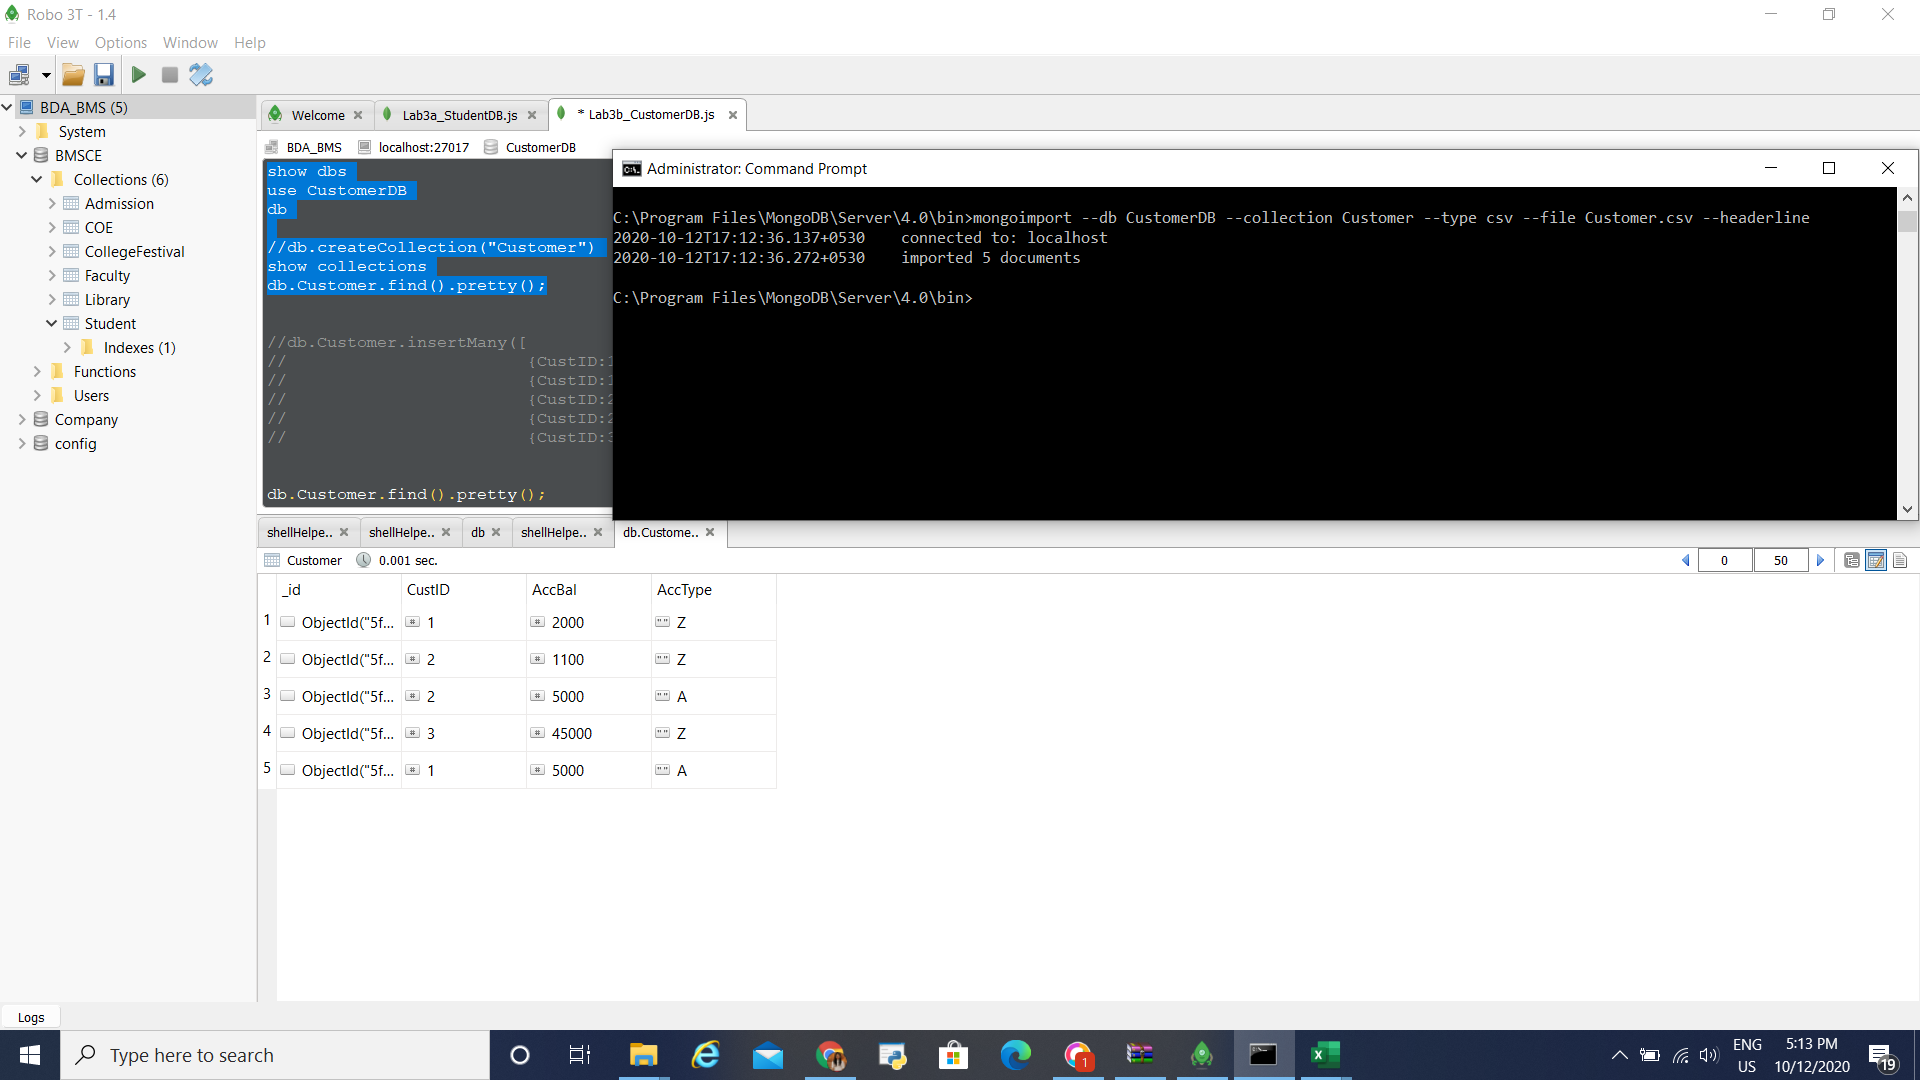 Robo 3T - 1.4
File View Options Window Help
BDA_BMS (5)
System
BMSCE
Collections (6)
Admission
COE
CollegeFestival
Faculty
Library
Student
Indexes (1)
Functions
Users
Company
config
Welcome
Lab3a_StudentDB.js
* Lab3b_CustomerDB.js
BDA_BMS localhost:27017 CustomerDB
show dbs
use CustomerDB
db
//db.createCollection("Customer")
show collections
db.Customer.find().pretty();
//db.Customer.insertMany([
// {CustID:1
// {CustID:1
// {CustID:2
// {CustID:2
// {CustID:3
db.Customer.find().pretty();
Administrator: Command Prompt
C:\Program Files\MongoDB\Server\4.0\bin>mongoimport --db CustomerDB --collection Customer --type csv --file Customer.csv --headerline
2020-10-12T17:12:36.137+0530 connected to: localhost
2020-10-12T17:12:36.272+0530 imported 5 documents
C:\Program Files\MongoDB\Server\4.0\bin>
shellHelpe.. shellHelpe.. db shellHelpe.. db.Custome..
Customer 0.001 sec. 0 50
_id CustID AccBal AccType
1 ObjectId("5f... # 1 # 2000 "" Z
2 ObjectId("5f... # 2 # 1100 "" Z
3 ObjectId("5f... # 2 # 5000 "" A
4 ObjectId("5f... # 3 # 45000 "" Z
5 ObjectId("5f... # 1 # 5000 "" A
Logs
Type here to search
1
ENG
US
5:13 PM
10/12/2020
19